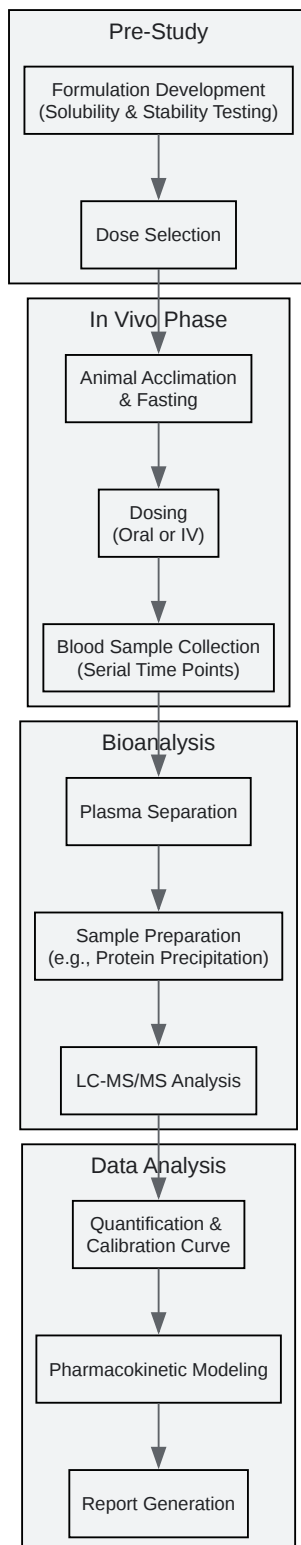 Pre-Study
Formulation Development
(Solubility & Stability Testing)
Dose Selection
In Vivo Phase
Animal Acclimation
& Fasting
Dosing
(Oral or IV)
Blood Sample Collection
(Serial Time Points)
Bioanalysis
Plasma Separation
Sample Preparation
(e.g., Protein Precipitation)
LC-MS/MS Analysis
Data Analysis
Quantification &
Calibration Curve
Pharmacokinetic Modeling
Report Generation